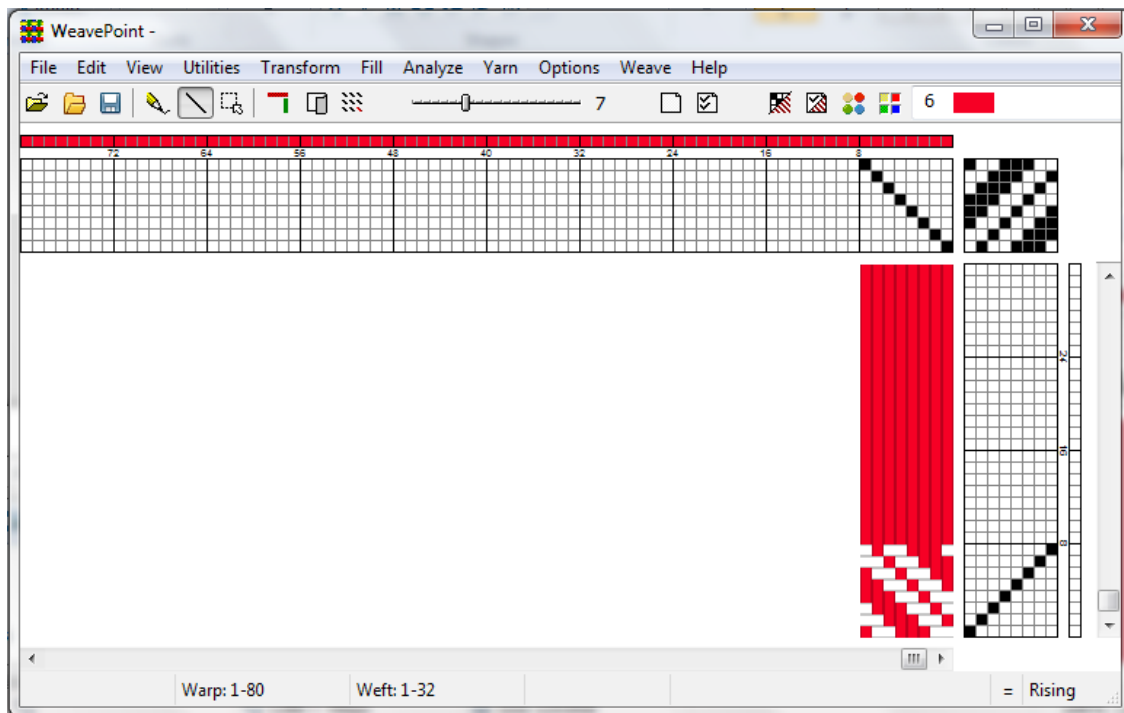 WeavePoint -
File Edit View Utilities Transform Fill Analyze Yarn Options Weave Help
7 6
72 64 56 48 40 32 24 16 8
24
16
8
Warp: 1-80 Weft: 1-32 = Rising